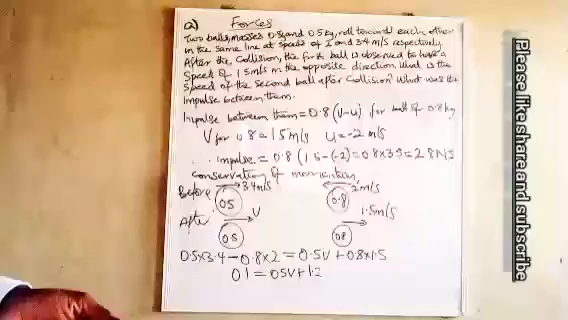 Q) Forces
Two balls, masses 0.8 and 0.5 kg, roll toward each other
in the same line at speeds of 2 and 3.4 m/s respectively
After the collision, the first ball is observed to have a
speed of 1.5 m/s in the opposite direction. What is the
speed of the second ball after collision? What was the
impulse between them.
Impulse between them = 0.8 (v-u) for ball of 0.8 kg
V for 0.8 = 1.5 m/s u = -2 m/s
∴ impulse = 0.8 (1.5 - (-2)) = 0.8 x 3.5 = 2.8 NS
conservation of momentum,
Before 3.4 m/s 2 m/s
0.5 0.8
After V 1.5 m/s
0.5 0.8
0.5 x 3.4 - 0.8 x 2 = 0.5V + 0.8 x 1.5
0.1 = 0.5V + 1.2
Please like share and subscribe